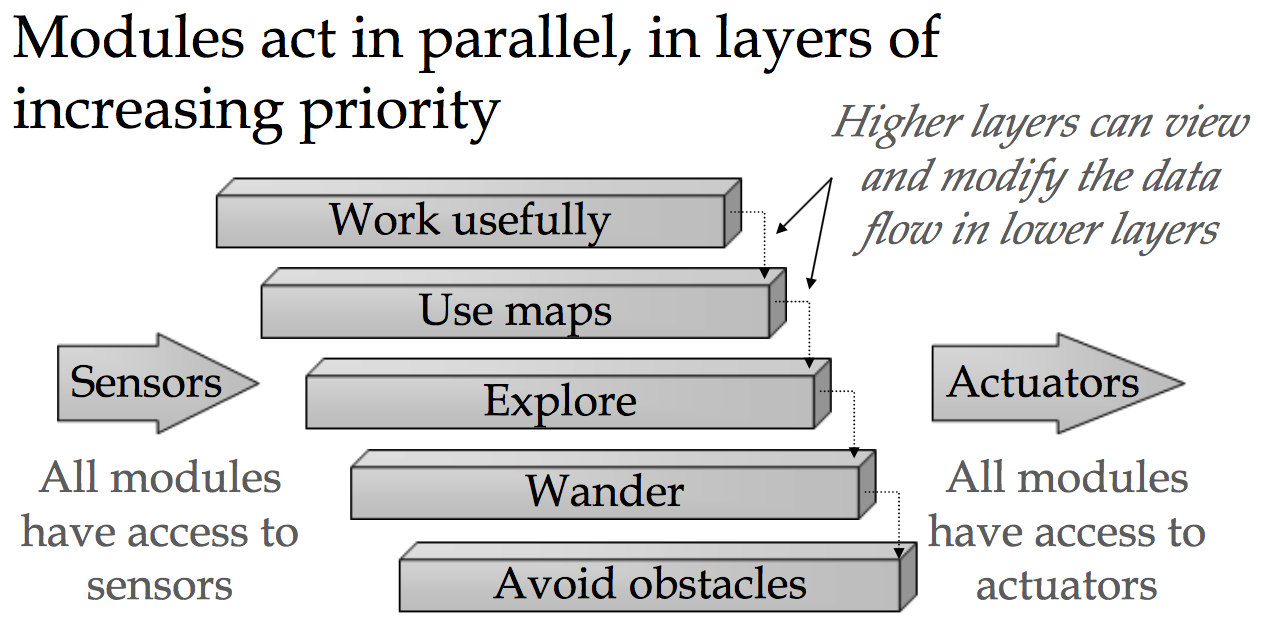 Modules act in parallel, in layers of
increasing priority
Higher layers can view
and modify the data
flow in lower layers
Work usefully
Use maps
Explore
Wander
Avoid obstacles
Sensors
All modules
have access to
sensors
Actuators
All modules
have access to
actuators